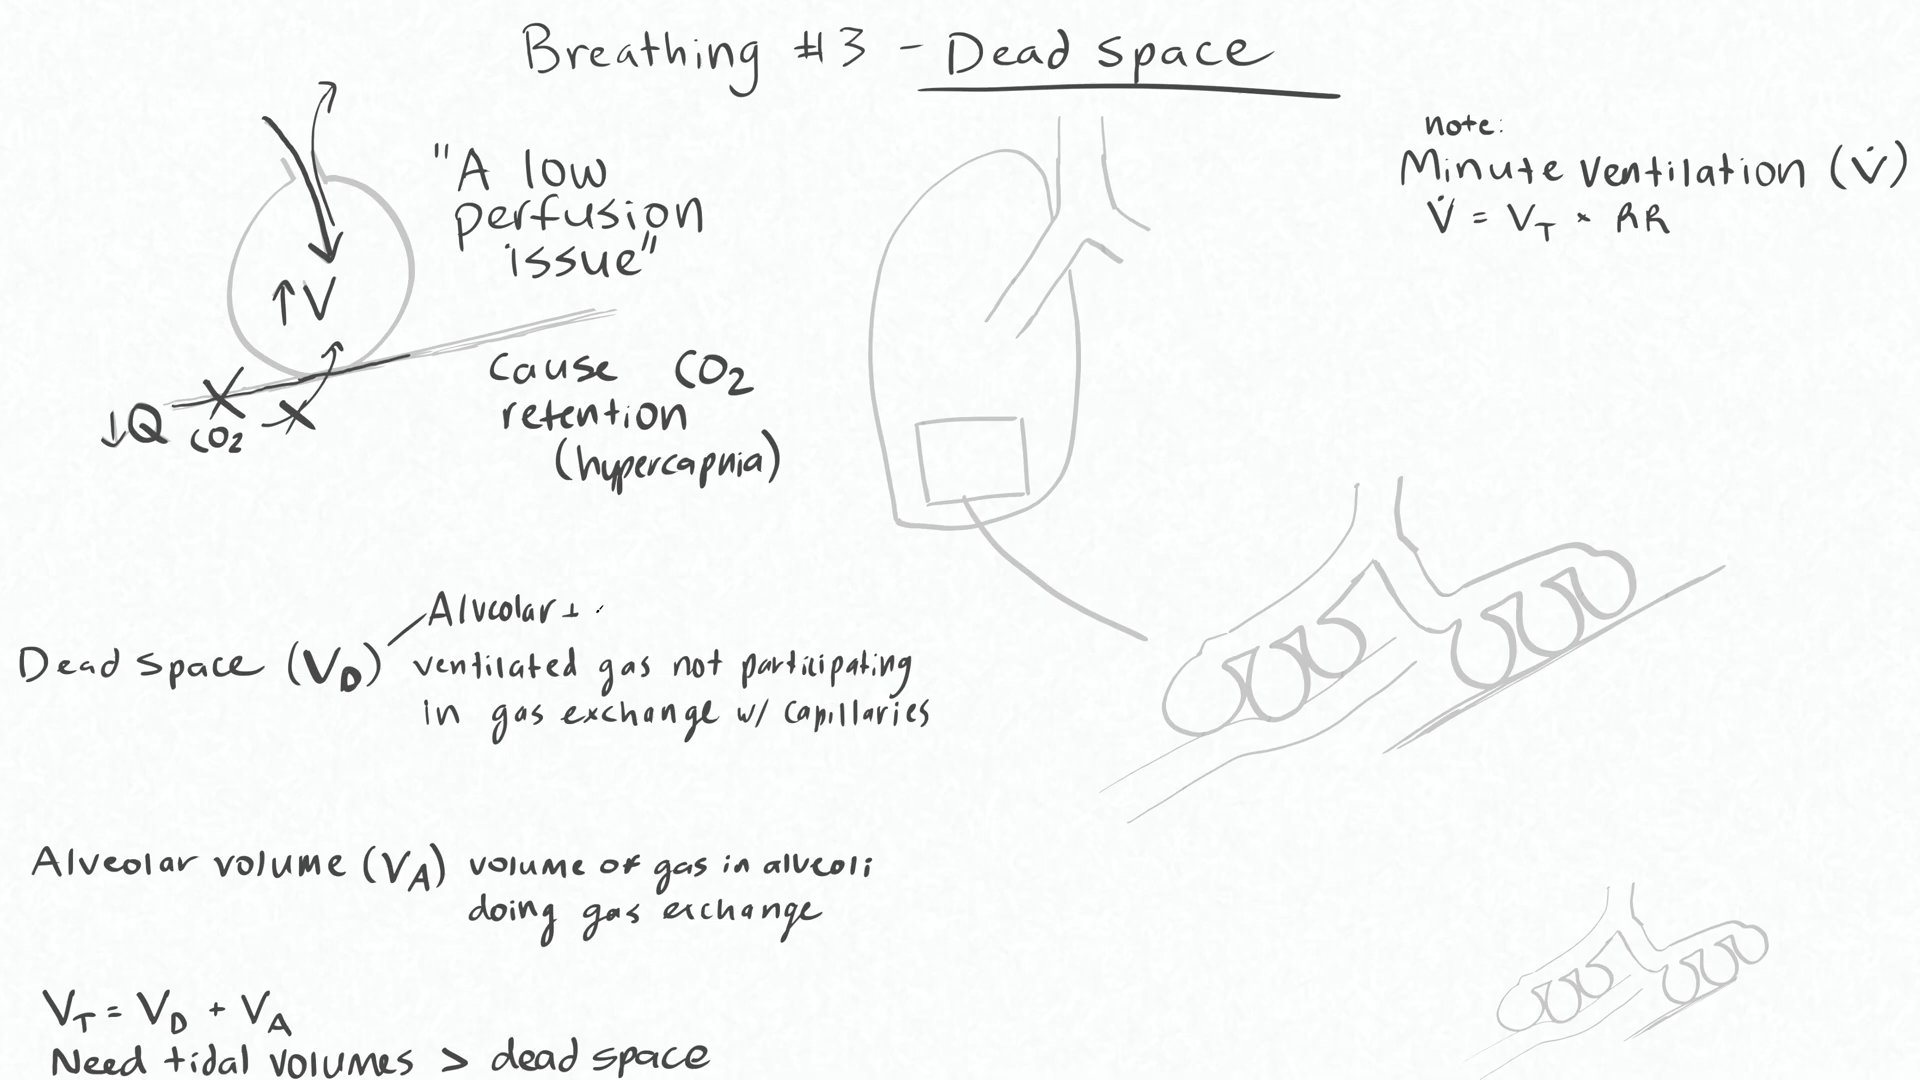 Breathing #3 - Dead space
"A low
perfusion
issue"
↑V
↓Q
CO2
Cause CO2
retention
(hypercapnia)
note:
Minute ventilation (V̇)
V̇ = VT × RR
Alveolar +
Dead space (VD) ventilated gas not participating
in gas exchange w/ capillaries
Alveolar volume (VA) volume of gas in alveoli
doing gas exchange
VT = VD + VA
Need tidal volumes > dead space